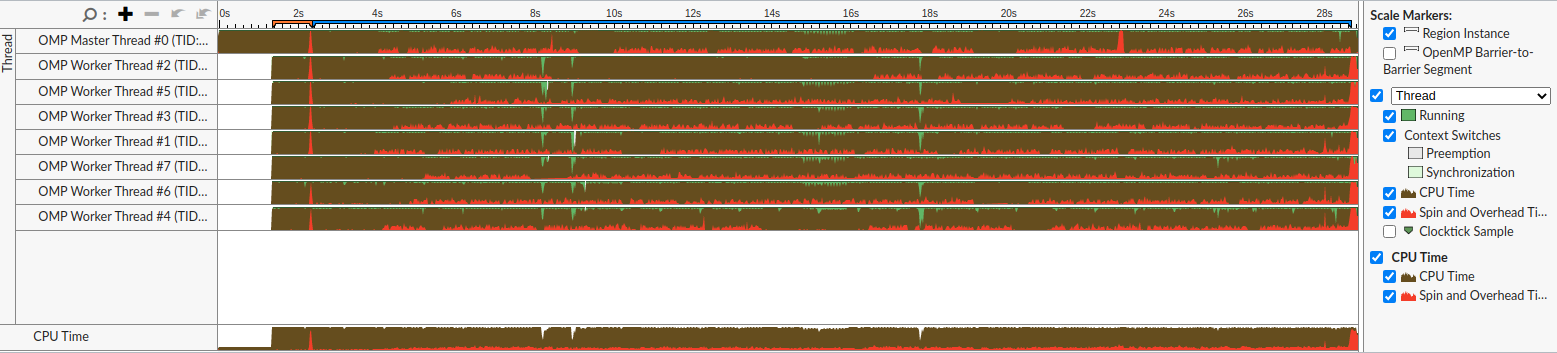 0s 2s 4s 6s 8s 10s 12s 14s 16s 18s 20s 22s 24s 26s 28s
Thread
OMP Master Thread #0 (TID:...
OMP Worker Thread #2 (TID...
OMP Worker Thread #5 (TID...
OMP Worker Thread #3 (TID...
OMP Worker Thread #1 (TID...
OMP Worker Thread #7 (TID...
OMP Worker Thread #6 (TID...
OMP Worker Thread #4 (TID...
CPU Time
Scale Markers:
Region Instance
OpenMP Barrier-to-
Barrier Segment
Thread
Running
Context Switches
Preemption
Synchronization
CPU Time
Spin and Overhead Ti...
Clocktick Sample
CPU Time
CPU Time
Spin and Overhead Ti...